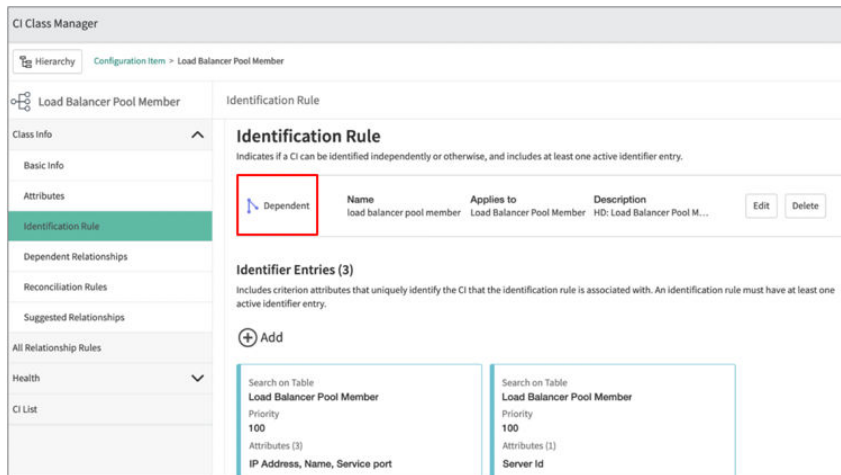 CI Class Manager
Hierarchy Configuration Item > Load Balancer Pool Member
Load Balancer Pool Member
Class Info
Basic Info
Attributes
Identification Rule
Dependent Relationships
Reconciliation Rules
Suggested Relationships
All Relationship Rules
Health
CI List
Identification Rule
Identification Rule
Indicates if a CI can be identified independently or otherwise, and includes at least one active identifier entry.
Dependent
Name Applies to Description
load balancer pool member Load Balancer Pool Member HD: Load Balancer Pool M...
Edit Delete
Identifier Entries (3)
Includes criterion attributes that uniquely identify the CI that the identification rule is associated with. An identification rule must have at least one
active identifier entry.
Add
Search on Table
Load Balancer Pool Member
Priority
100
Attributes (3)
IP Address, Name, Service port
Search on Table
Load Balancer Pool Member
Priority
100
Attributes (1)
Server Id